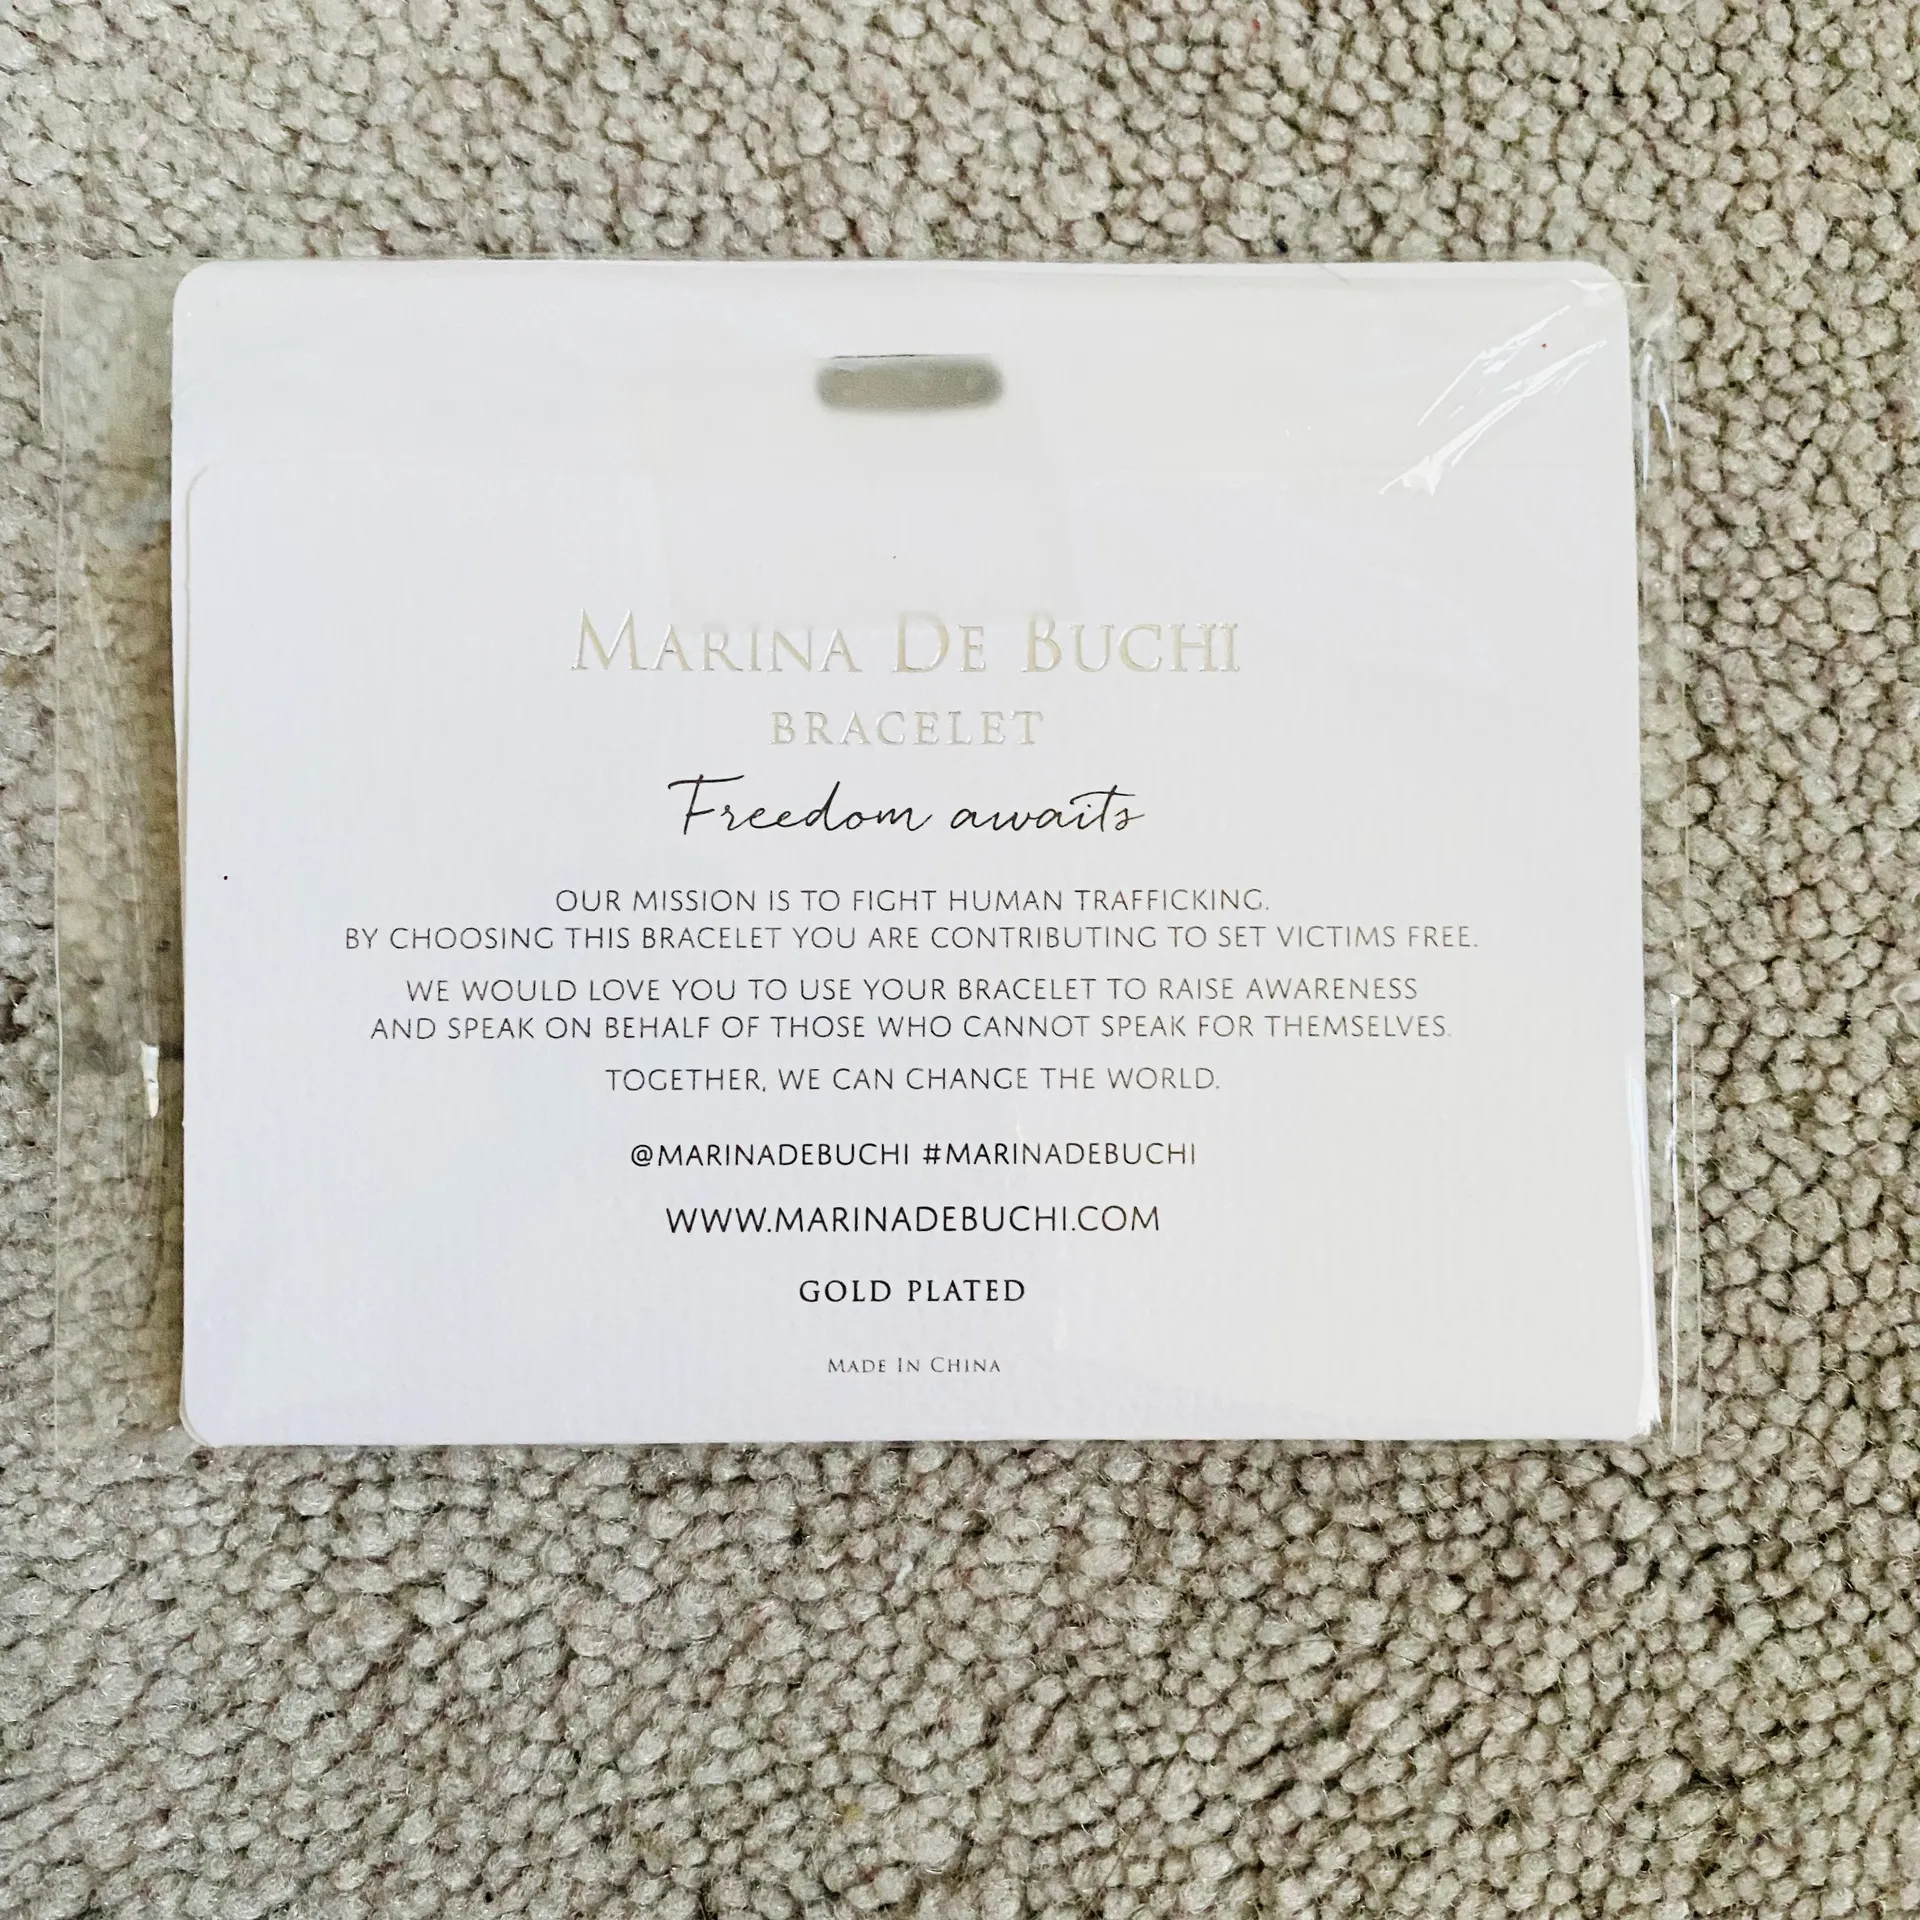 MARINA DE BUCHI
BRACELET
Freedom awaits
OUR MISSION IS TO FIGHT HUMAN TRAFFICKING.
BY CHOOSING THIS BRACELET YOU ARE CONTRIBUTING TO SET VICTIMS FREE.
WE WOULD LOVE YOU TO USE YOUR BRACELET TO RAISE AWARENESS
AND SPEAK ON BEHALF OF THOSE WHO CANNOT SPEAK FOR THEMSELVES.
TOGETHER, WE CAN CHANGE THE WORLD.
@MARINADEBUCHI #MARINADEBUCHI
WWW.MARINADEBUCHI.COM
GOLD PLATED
MADE IN CHINA